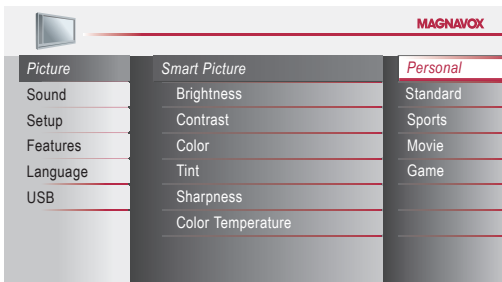 MAGNAVOX
Picture
Sound
Setup
Features
Language
USB
Smart Picture
Brightness
Contrast
Color
Tint
Sharpness
Color Temperature
Personal
Standard
Sports
Movie
Game